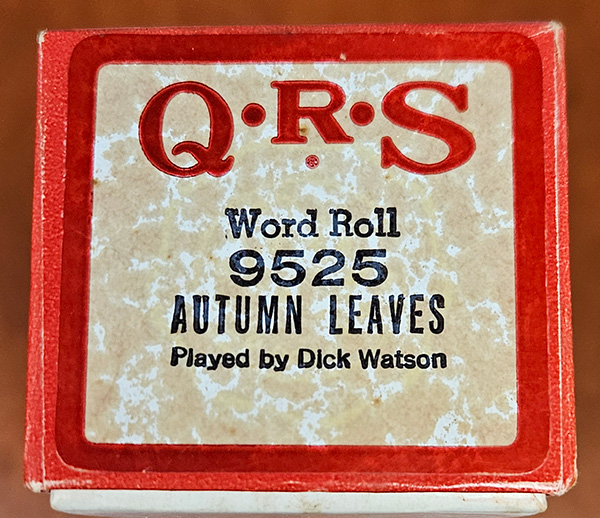 Q•R•S
®
Word Roll
9525
AUTUMN LEAVES
Played by Dick Watson